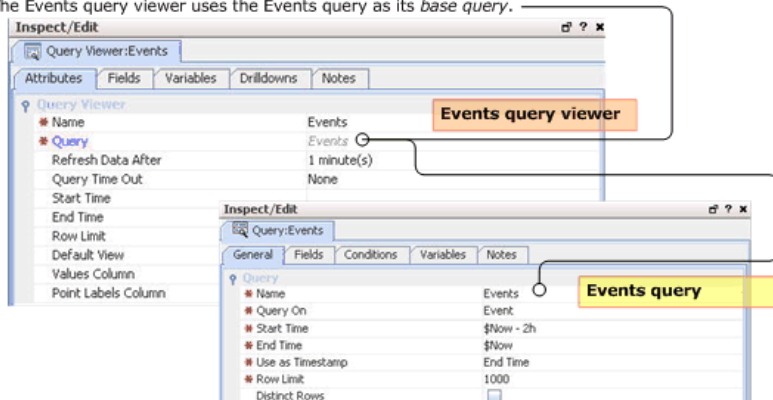 he Events query viewer uses the Events query as its base query.
Inspect/Edit
Query Viewer:Events
Attributes Fields Variables Drilldowns Notes
Query Viewer
Name Events
Events query viewer
Query Events
Refresh Data After 1 minute(s)
Query Time Out None
Start Time
End Time
Row Limit
Default View
Values Column
Point Labels Column
Inspect/Edit
Query:Events
General Fields Conditions Variables Notes
Query
Name Events
Events query
Query On Event
Start Time $Now - 2h
End Time $Now
Use as Timestamp End Time
Row Limit 1000
Distinct Rows